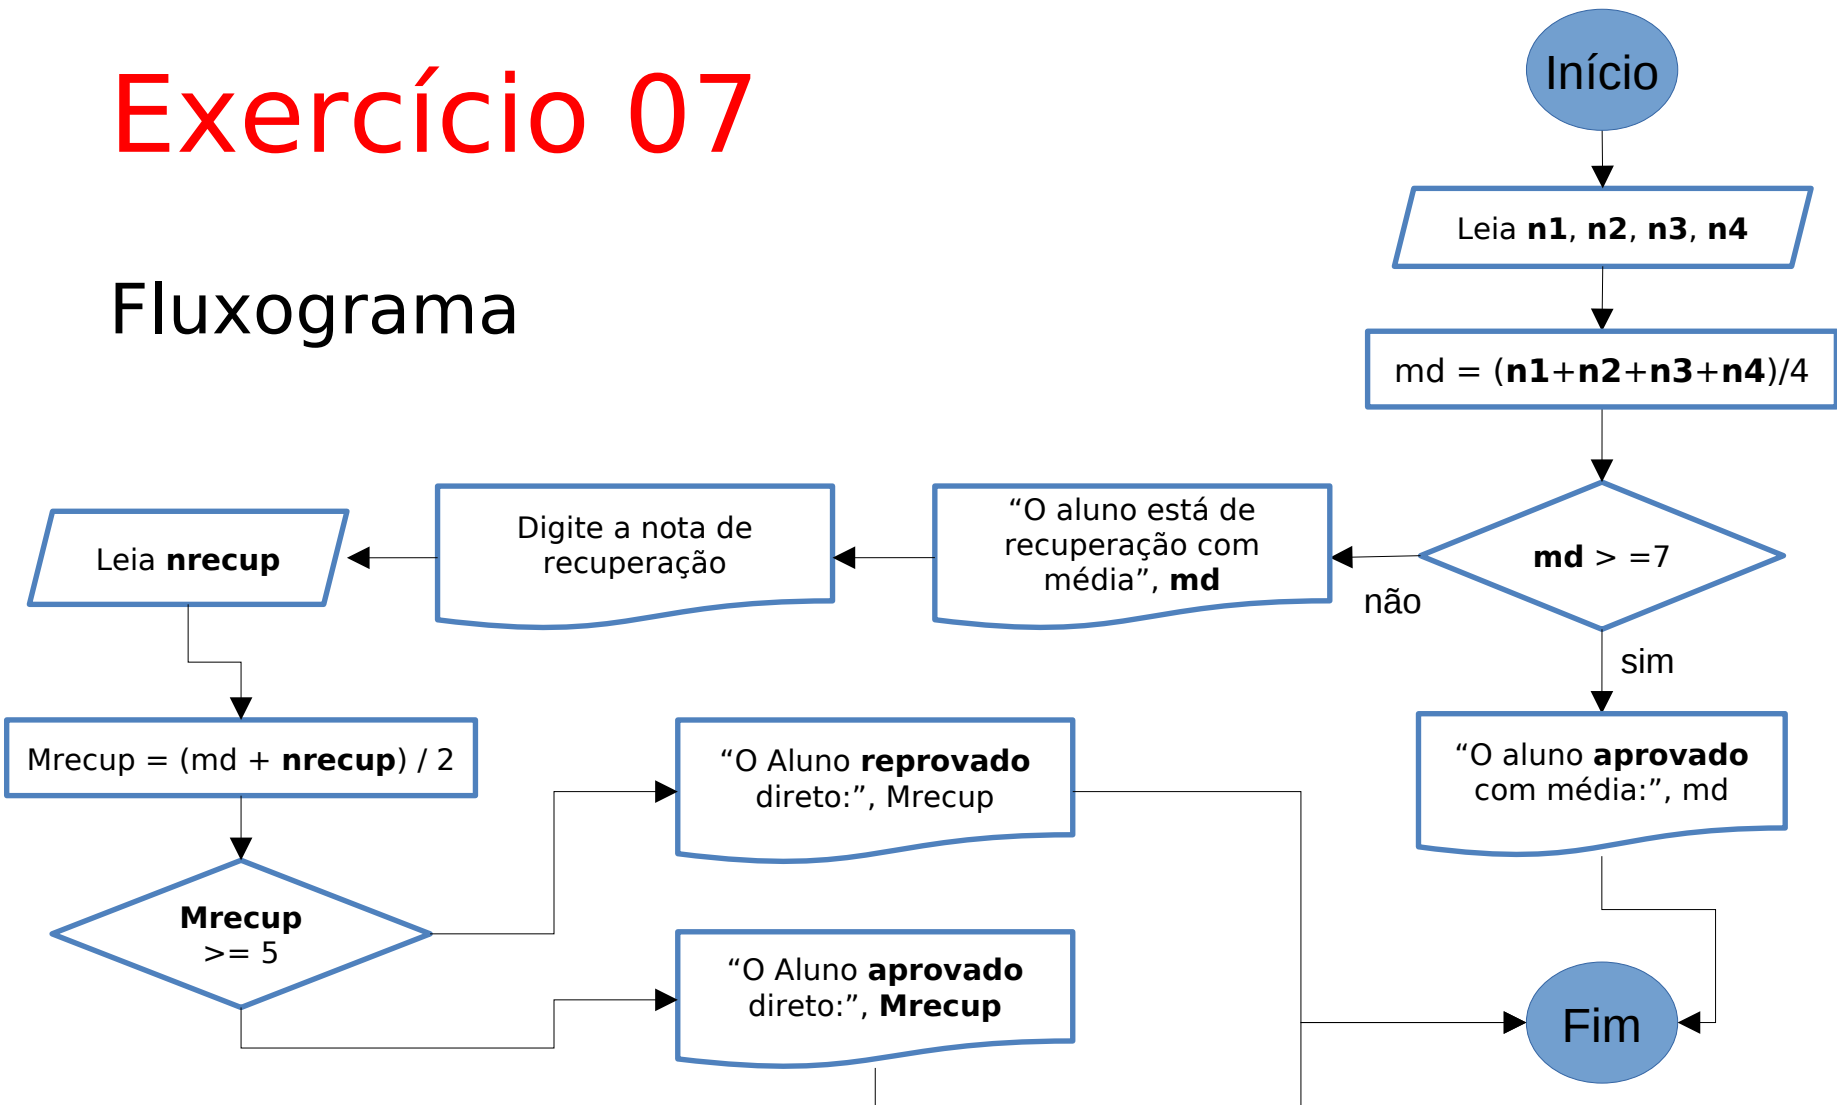 Exercício 07
Fluxograma
Início
Leia n1, n2, n3, n4
md = (n1+n2+n3+n4)/4
md > =7
não
sim
“O aluno está de
recuperação com
média”, md
Digite a nota de
recuperação
Leia nrecup
Mrecup = (md + nrecup) / 2
Mrecup
>= 5
“O Aluno reprovado
direto:”, Mrecup
“O Aluno aprovado
direto:”, Mrecup
“O aluno aprovado
com média:”, md
Fim